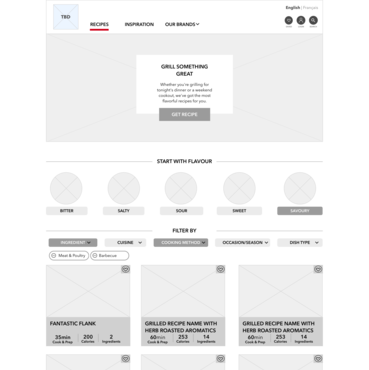 English | Français
TBD
RECIPES INSPIRATION OUR BRANDS
GRILL SOMETHING
GREAT
Whether you're grilling for
tonight's dinner or a weekend
cookout, we've got the most
flavorful recipes for you.
GET RECIPE
START WITH FLAVOUR
BITTER SALTY SOUR SWEET SAVOURY
FILTER BY
INGREDIENT CUISINE COOKING METHOD OCCASION/SEASON DISH TYPE
Meat & Poultry Barbecue
FANTASTIC FLANK
35min 200 2
Cook & Prep Calories Ingredients
GRILLED RECIPE NAME WITH
HERB ROASTED AROMATICS
60min 253 14
Cook & Prep Calories Ingredients
GRILLED RECIPE NAME WITH
HERB ROASTED AROMATICS
60min 253 14
Cook & Prep Calories Ingredients